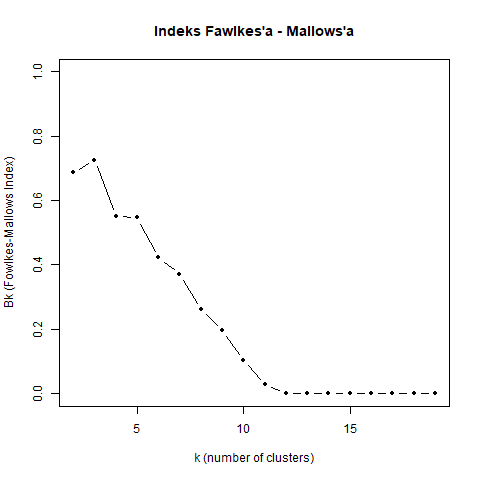 Indeks Fawlkes'a - Mallows'a
Bk (Fowlkes-Mallows Index)
1.0
0.8
0.6
0.4
0.2
0.0
5 10 15
k (number of clusters)